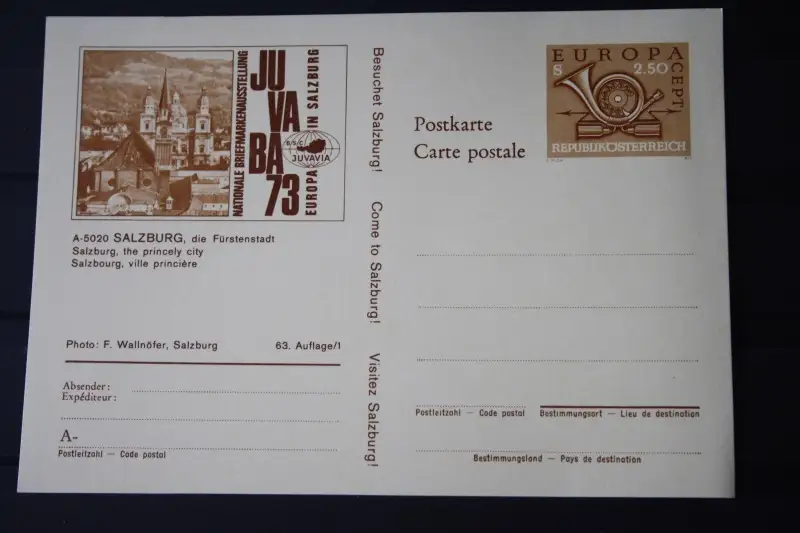 NATIONALE BRIEFMARKENAUSSTELLUNG
JU
VA
BA
73
EUROPA IN SALZBURG
BSC
JUVAVIA
A-5020 SALZBURG, die Fürstenstadt
Salzburg, the princely city
Salzbourg, ville princière
Photo: F. Wallnöfer, Salzburg 63. Auflage/1
Absender:
Expéditeur:
A-
Postleitzahl — Code postal
Besuchet Salzburg! Come to Salzburg! Visitez Salzburg!
Postkarte
Carte postale
EUROPA
CEPT
S 2.50
REPUBLIK ÖSTERREICH
Postleitzahl — Code postal Bestimmungsort — Lieu de destination
Bestimmungsland — Pays de destination